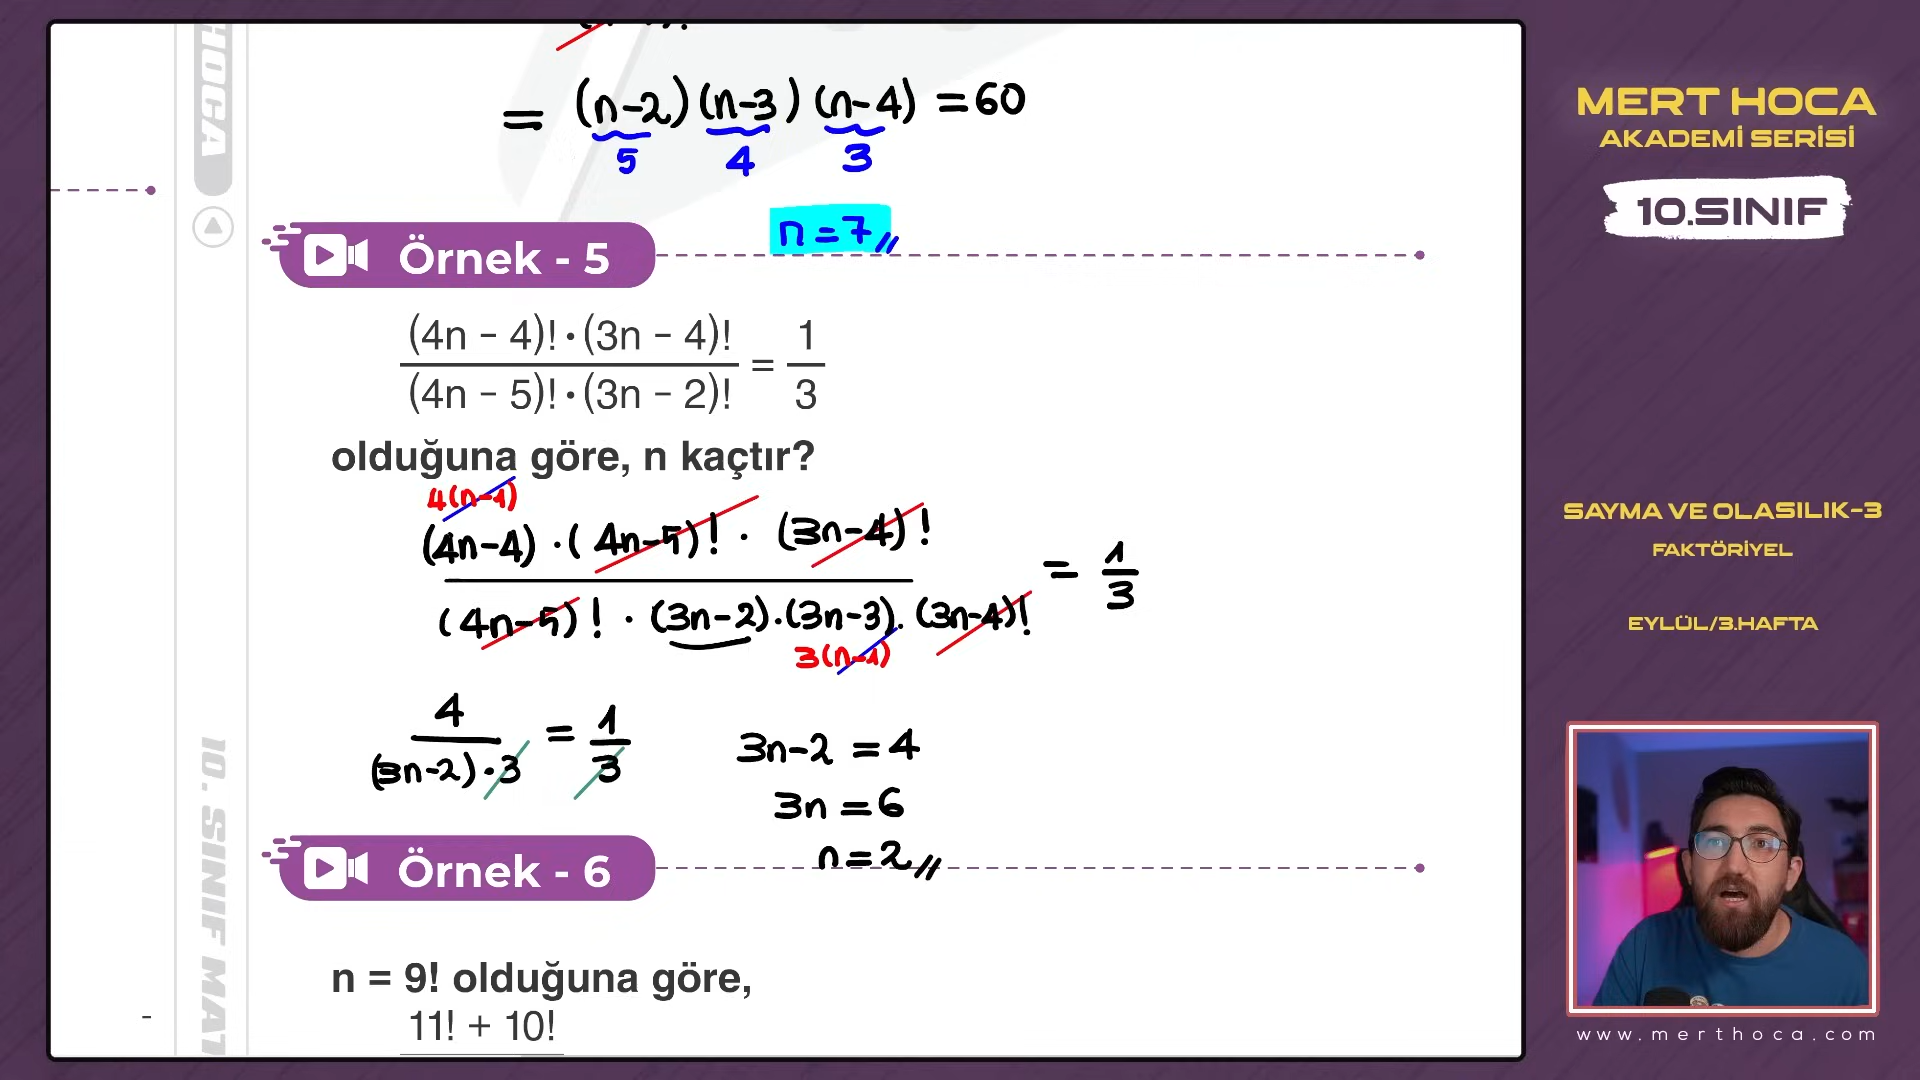 = (n-2)(n-3)(n-4) = 60
5 4 3
n=7
Örnek - 5
(4n - 4)!·(3n - 4)!
(4n - 5)!·(3n - 2)!
= 1/3
olduğuna göre, n kaçtır?
4(n-1)
(4n-4)·(4n-5)!·(3n-4)!
(4n-5)!·(3n-2)·(3n-3)·(3n-4)!
= 1/3
3(n-1)
4/(3n-2)·3 = 1/3
3n-2 = 4
3n = 6
n = 2
Örnek - 6
n = 9! olduğuna göre,
11! + 10!
HOCA
10. SINIF MAT
MERT HOCA
AKADEMİ SERİSİ
10.SINIF
SAYMA VE OLASILIK-3
FAKTÖRİYEL
EYLÜL/3.HAFTA
www.merthoca.com